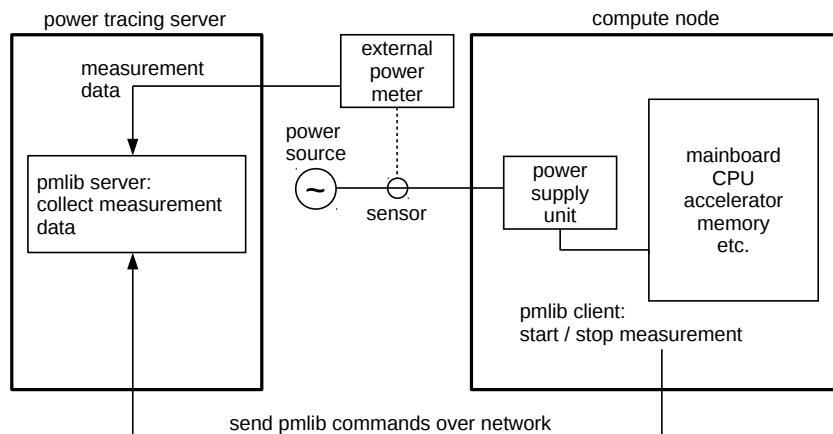 power tracing server
compute node
measurement
data
external
power
meter
power
source
~
sensor
pmlib server:
collect measurement
data
power
supply
unit
mainboard
CPU
accelerator
memory
etc.
pmlib client:
start / stop measurement
send pmlib commands over network